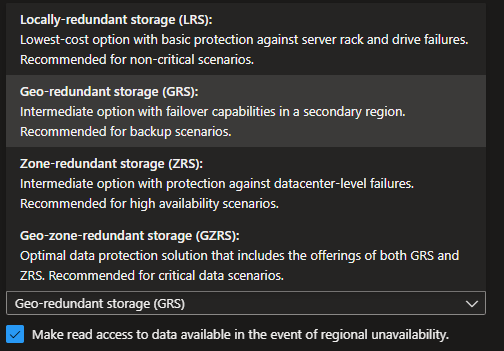 Locally-redundant storage (LRS):
Lowest-cost option with basic protection against server rack and drive failures.
Recommended for non-critical scenarios.
Geo-redundant storage (GRS):
Intermediate option with failover capabilities in a secondary region.
Recommended for backup scenarios.
Zone-redundant storage (ZRS):
Intermediate option with protection against datacenter-level failures.
Recommended for high availability scenarios.
Geo-zone-redundant storage (GZRS):
Optimal data protection solution that includes the offerings of both GRS and
ZRS. Recommended for critical data scenarios.
Geo-redundant storage (GRS)
Make read access to data available in the event of regional unavailability.